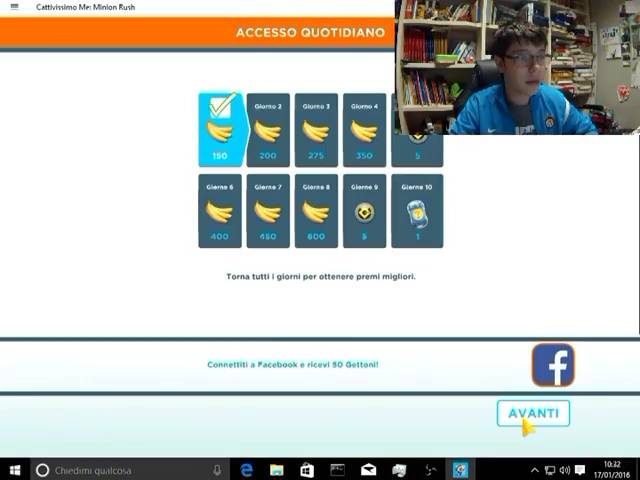 Cattivissimo Me: Minion Rush
ACCESSO QUOTIDIANO
150
Giorno 2
200
Giorno 3
275
Giorno 4
350
5
Giorno 6
400
Giorno 7
450
Giorno 8
600
Giorno 9
5
Giorno 10
1
Torna tutti i giorni per ottenere premi migliori.
Connettiti a Facebook e ricevi 50 Gettoni!
AVANTI
Chiedimi qualcosa
10:32
17/01/2016